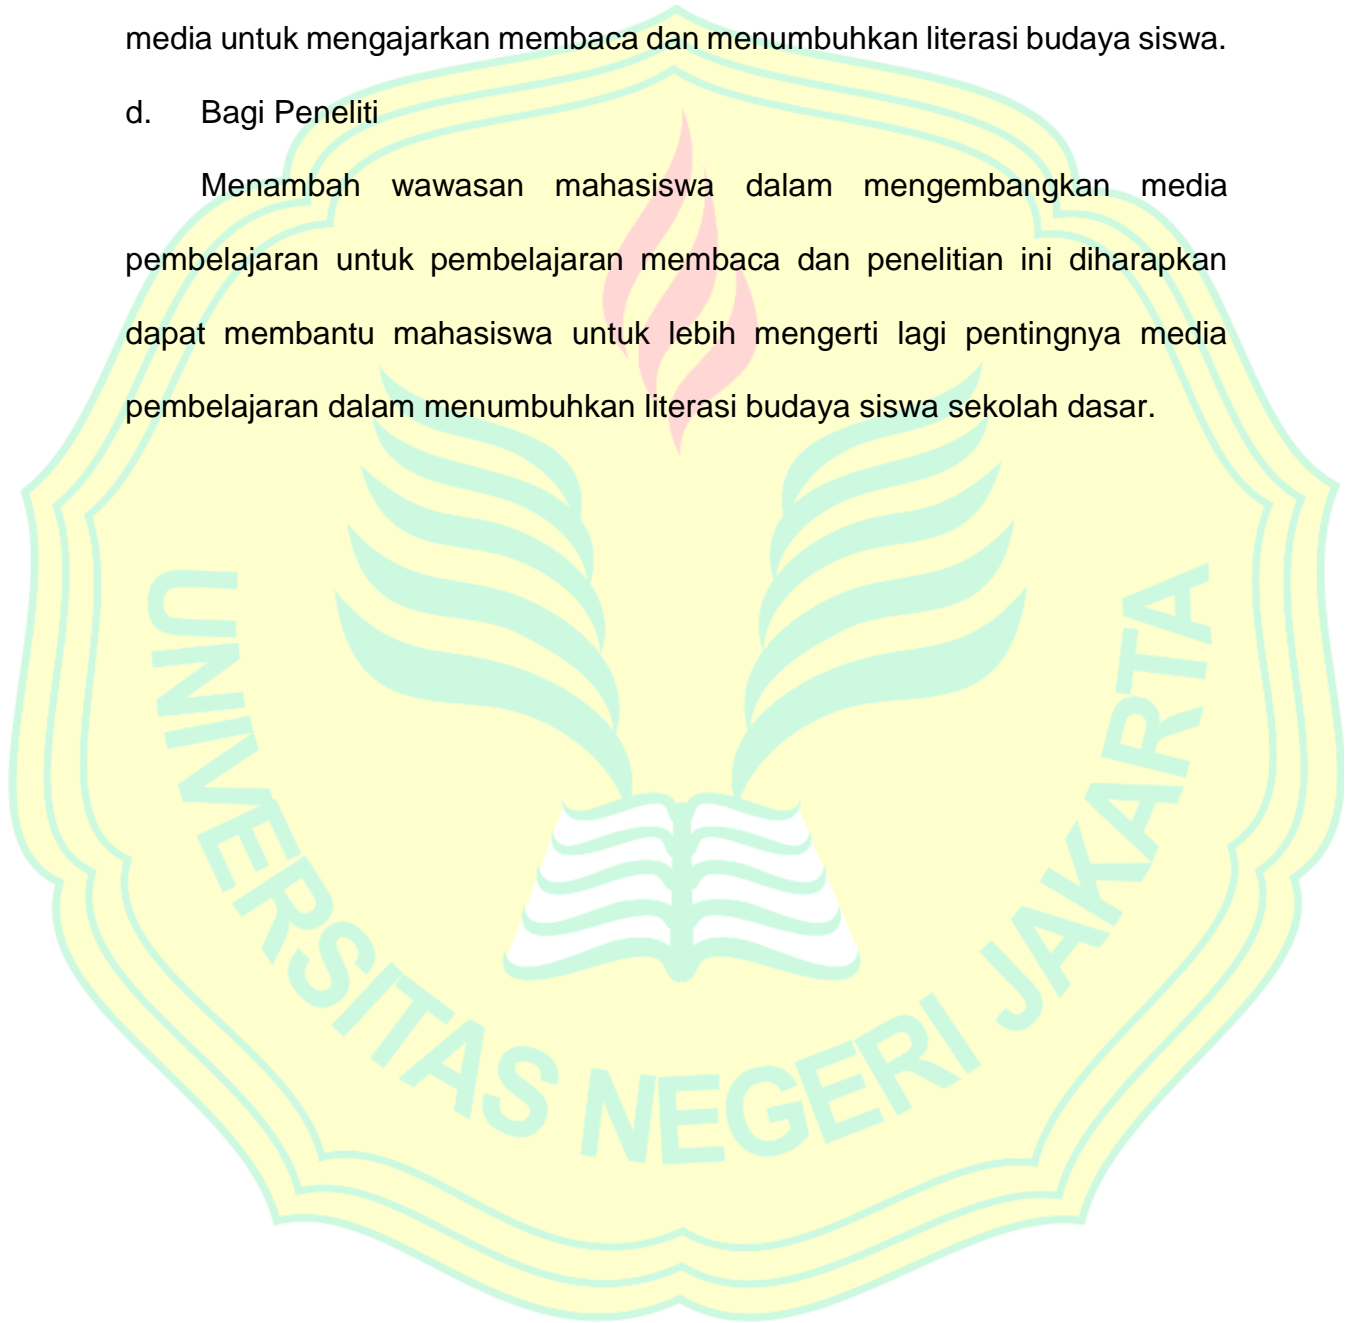 media untuk mengajarkan membaca dan menumbuhkan literasi budaya siswa.
d. Bagi Peneliti
Menambah wawasan mahasiswa dalam mengembangkan media
pembelajaran untuk pembelajaran membaca dan penelitian ini diharapkan
dapat membantu mahasiswa untuk lebih mengerti lagi pentingnya media
pembelajaran dalam menumbuhkan literasi budaya siswa sekolah dasar.
UNIVERSITAS NEGERI JAKARTA